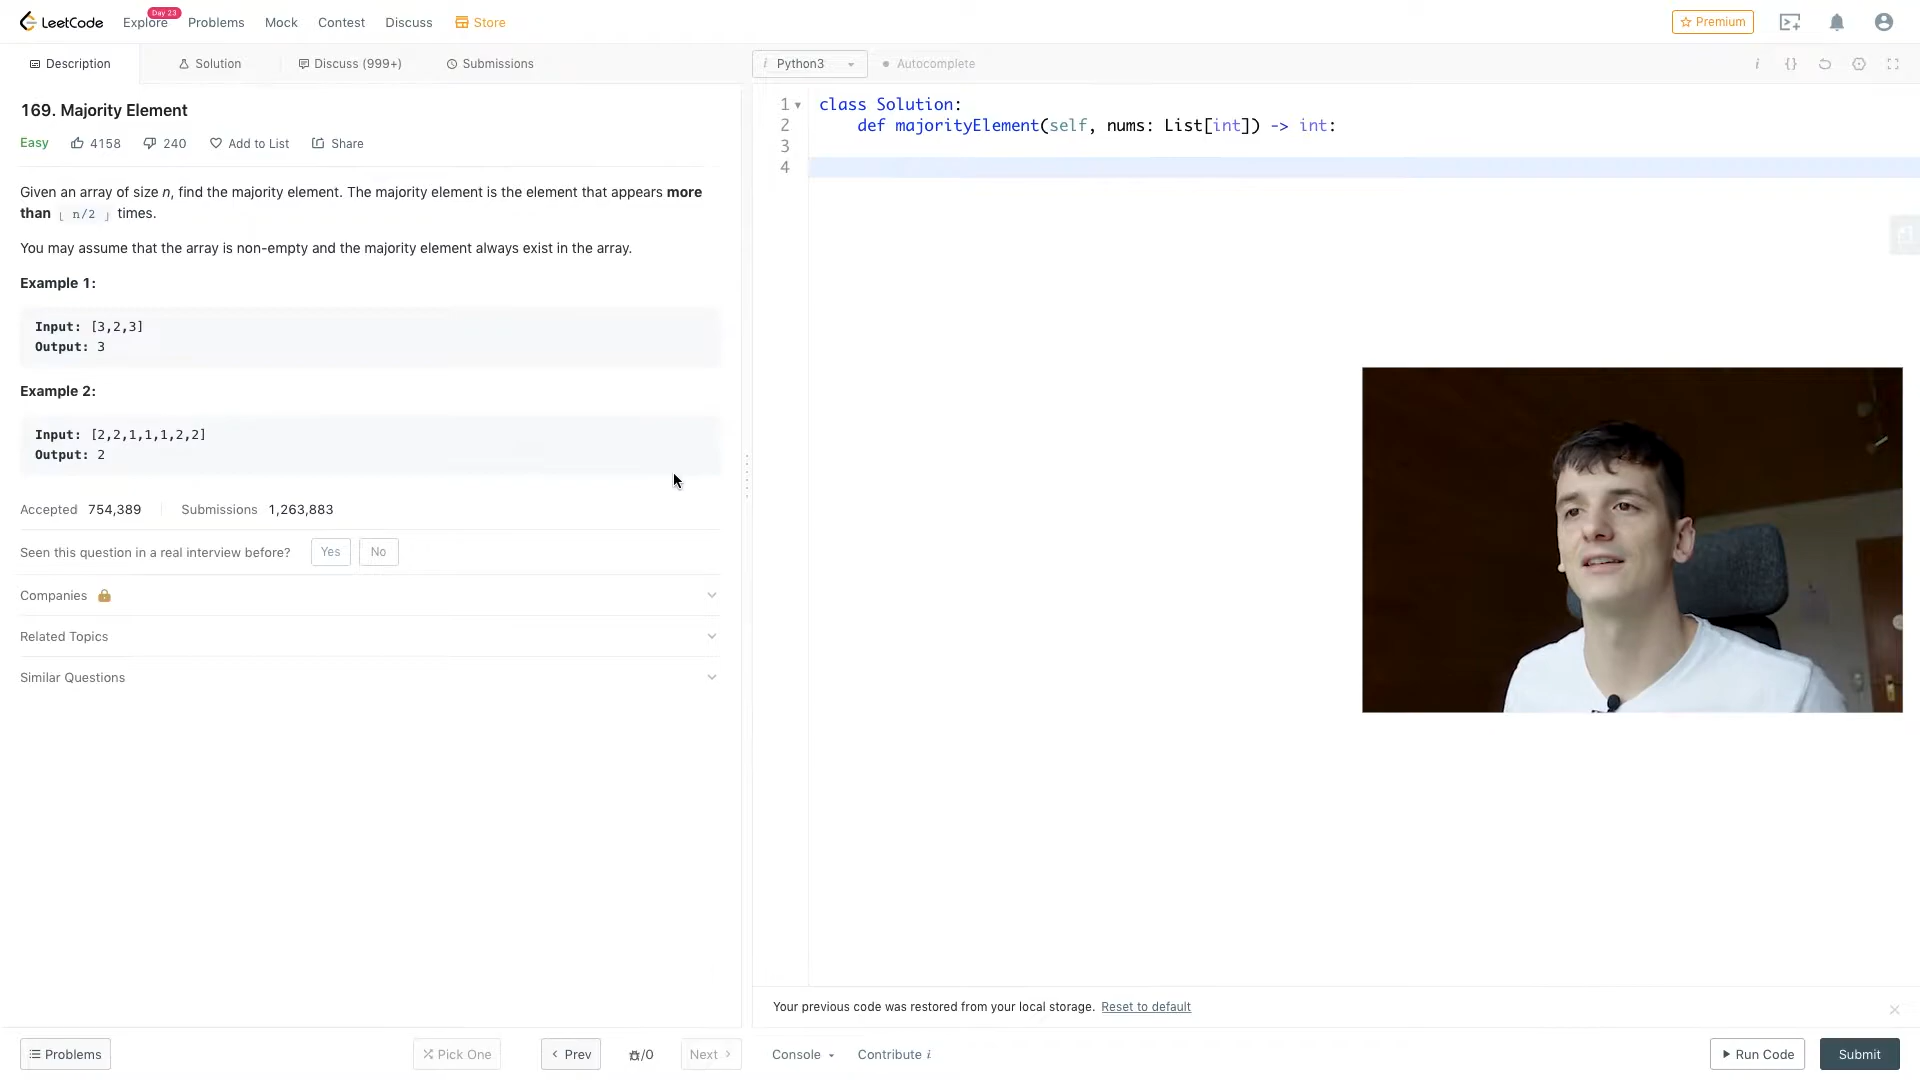 LeetCode
Explore
Day 23
Problems
Mock
Contest
Discuss
Store
Premium
Description
Solution
Discuss (999+)
Submissions
i Python3
Autocomplete
169. Majority Element
Easy
4158
240
Add to List
Share
Given an array of size n, find the majority element. The majority element is the element that appears more
than ⌊ n/2 ⌋ times.
You may assume that the array is non-empty and the majority element always exist in the array.
Example 1:
Input: [3,2,3]
Output: 3
Example 2:
Input: [2,2,1,1,1,2,2]
Output: 2
Accepted 754,389 Submissions 1,263,883
Seen this question in a real interview before? Yes No
Companies
Related Topics
Similar Questions
1 class Solution:
2 def majorityElement(self, nums: List[int]) -> int:
3
4
Your previous code was restored from your local storage. Reset to default
Problems
Pick One
Prev
/0
Next
Console
Contribute i
Run Code
Submit